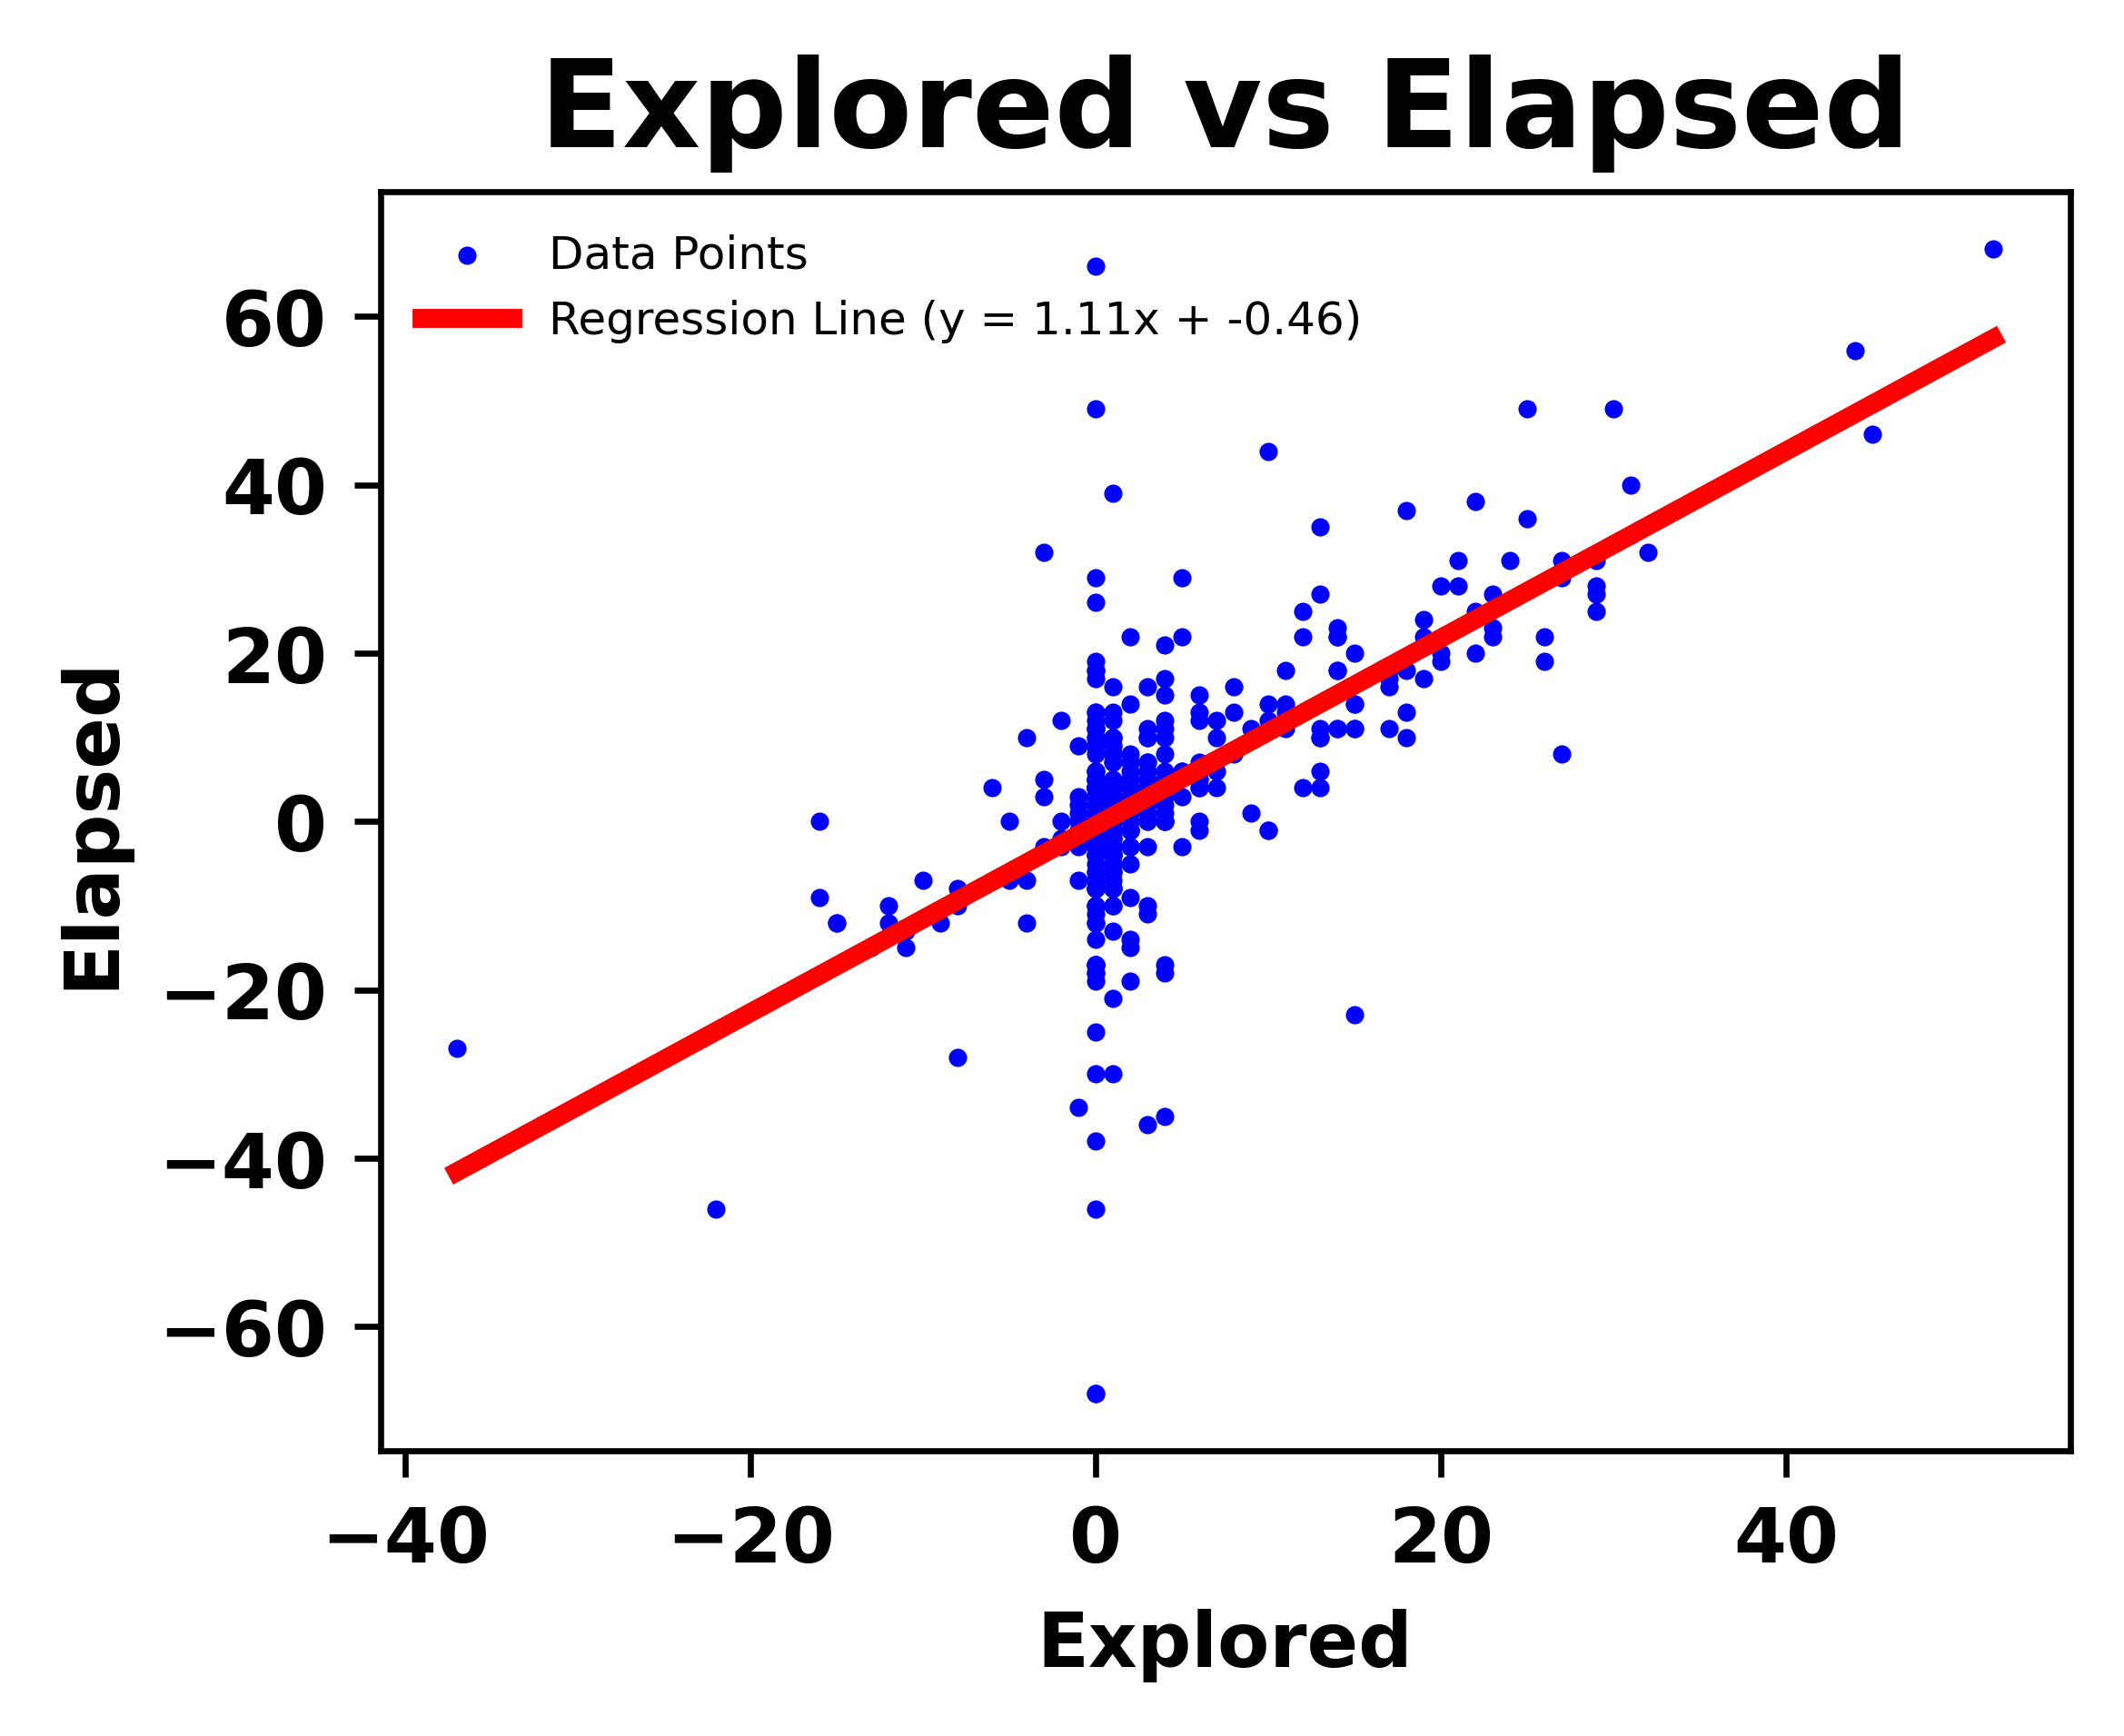 Explored vs Elapsed
Data Points
Regression Line (y = 1.11x + -0.46)
60
40
20
0
−20
−40
−60
Elapsed
−40 −20 0 20 40
Explored